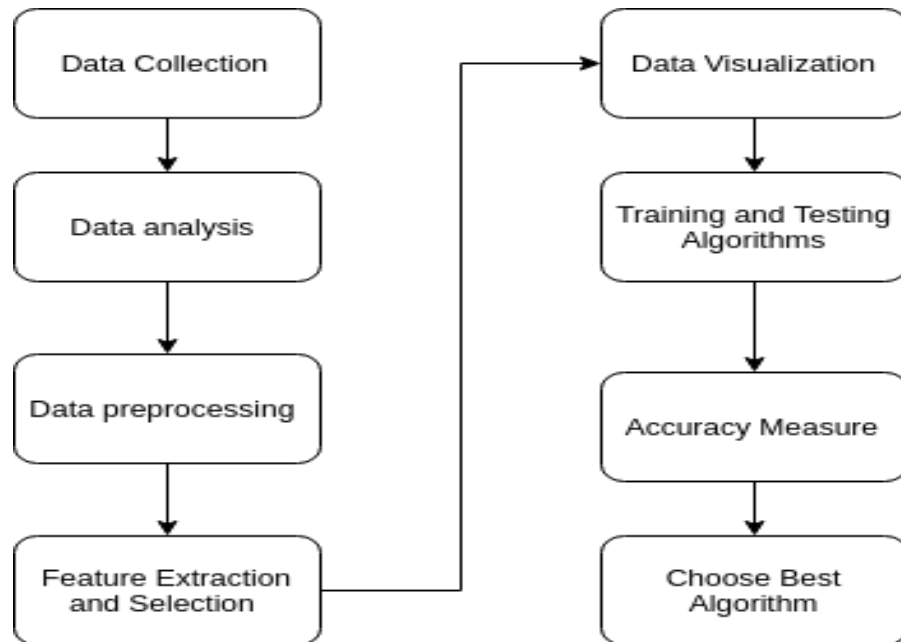 Data Collection
Data analysis
Data preprocessing
Feature Extraction
and Selection
Data Visualization
Training and Testing
Algorithms
Accuracy Measure
Choose Best
Algorithm